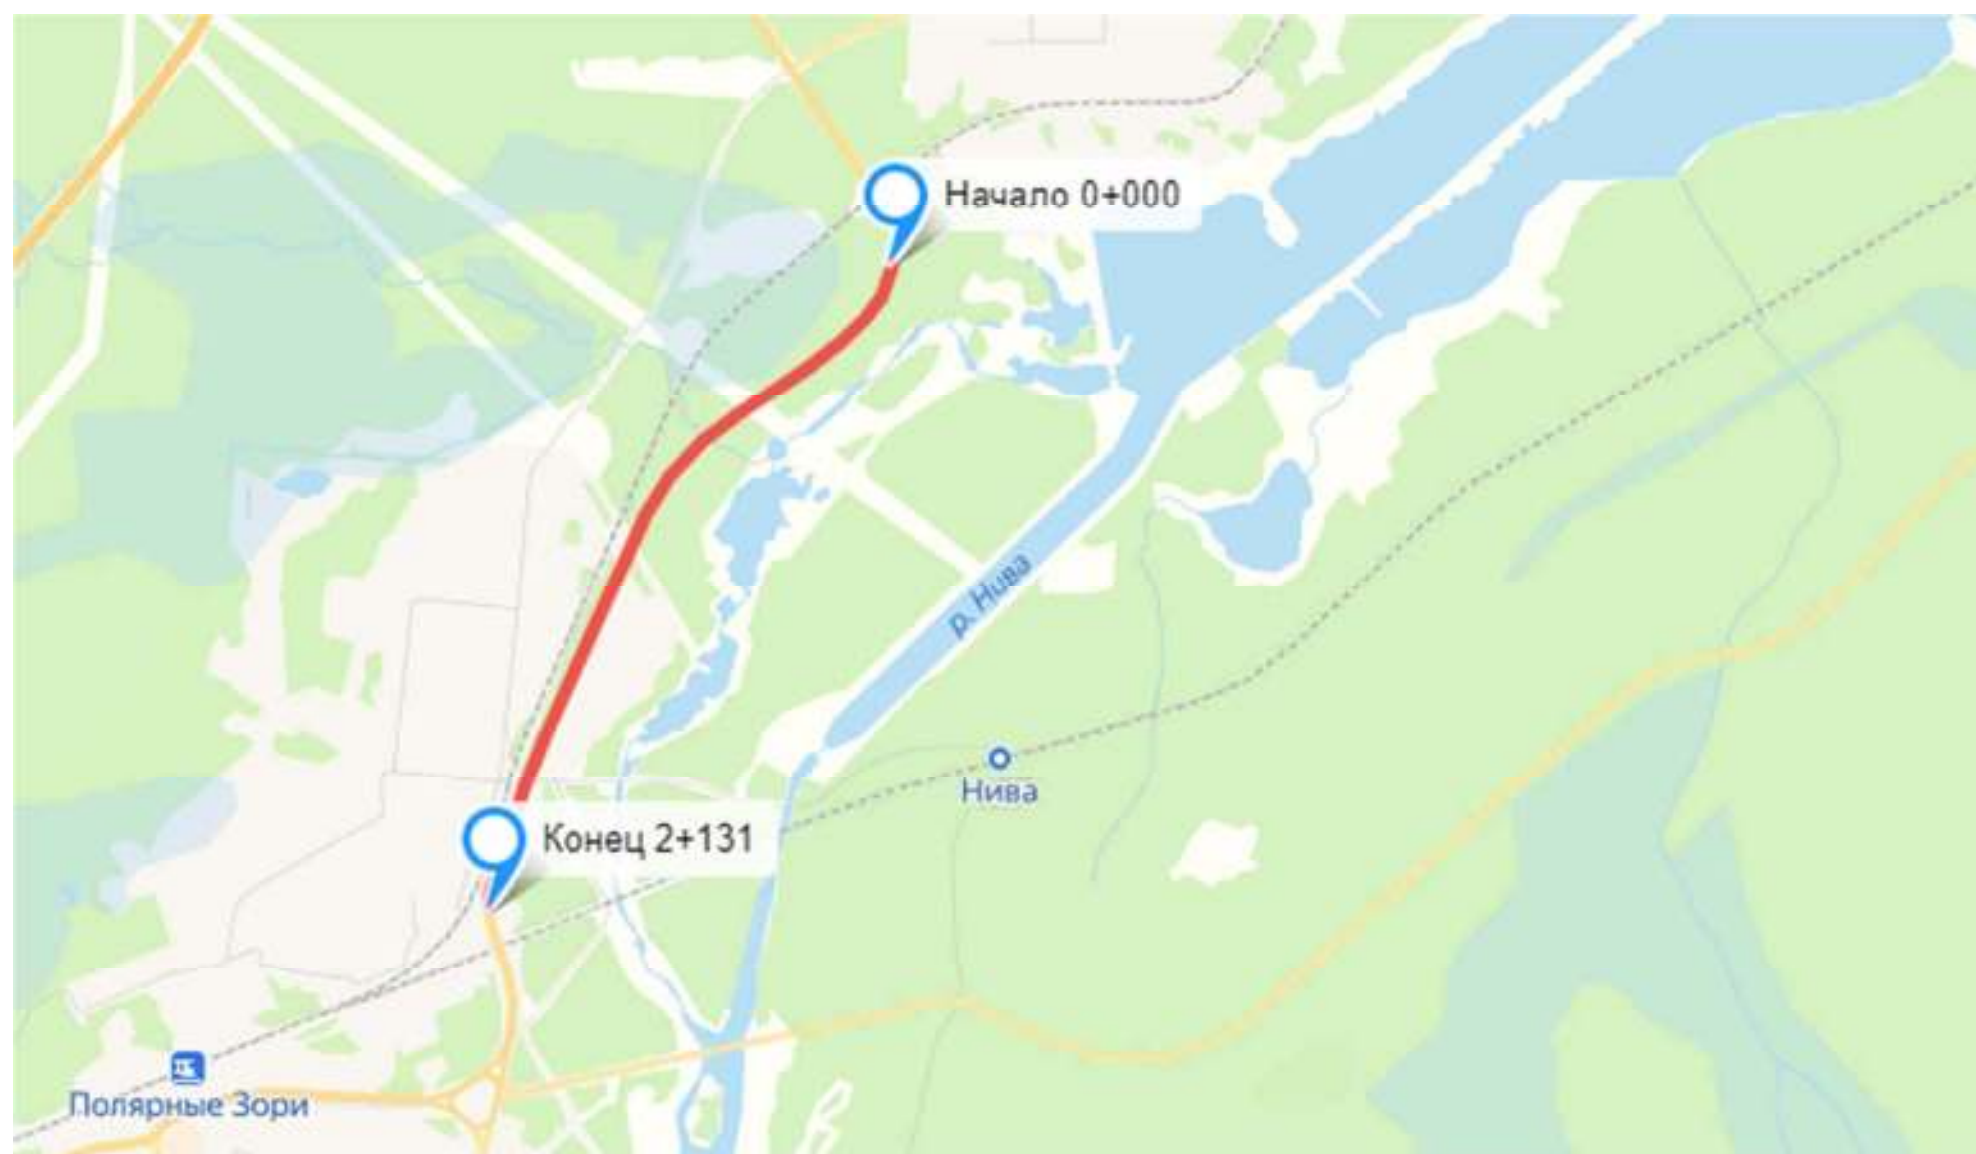 Начало 0+000
р. Нива
Нива
Конец 2+131
Полярные Зори